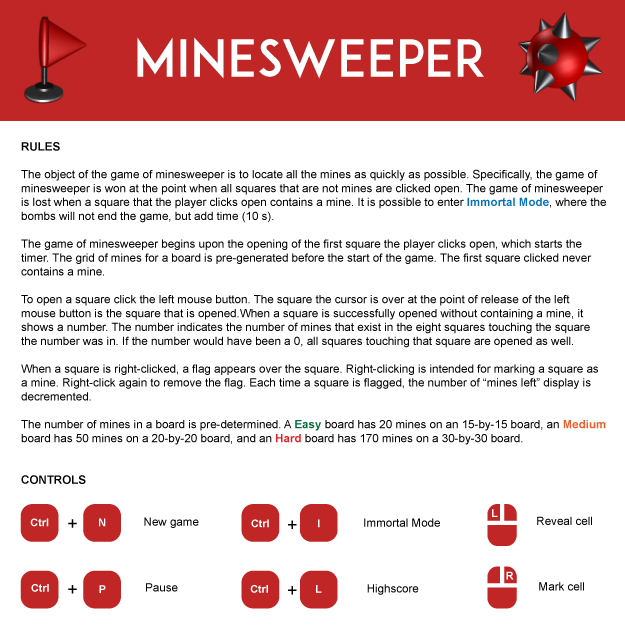 MINESWEEPER
RULES
The object of the game of minesweeper is to locate all the mines as quickly as possible. Specifically, the game of
minesweeper is won at the point when all squares that are not mines are clicked open. The game of minesweeper
is lost when a square that the player clicks open contains a mine. It is possible to enter Immortal Mode, where the
bombs will not end the game, but add time (10 s).
The game of minesweeper begins upon the opening of the first square the player clicks open, which starts the
timer. The grid of mines for a board is pre-generated before the start of the game. The first square clicked never
contains a mine.
To open a square click the left mouse button. The square the cursor is over at the point of release of the left
mouse button is the square that is opened.When a square is successfully opened without containing a mine, it
shows a number. The number indicates the number of mines that exist in the eight squares touching the square
the number was in. If the number would have been a 0, all squares touching that square are opened as well.
When a square is right-clicked, a flag appears over the square. Right-clicking is intended for marking a square as
a mine. Right-click again to remove the flag. Each time a square is flagged, the number of “mines left” display is
decremented.
The number of mines in a board is pre-determined. A Easy board has 20 mines on an 15-by-15 board, an Medium
board has 50 mines on a 20-by-20 board, and an Hard board has 170 mines on a 30-by-30 board.
CONTROLS
Ctrl + N New game Ctrl + I Immortal Mode L Reveal cell
Ctrl + P Pause Ctrl + L Highscore R Mark cell